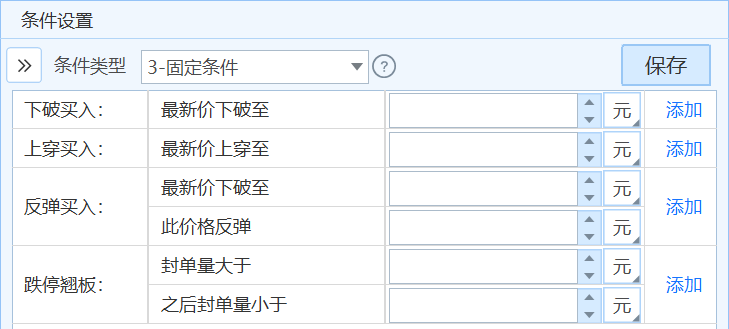 条件设置
条件类型 3-固定条件 ? 保存
下破买入： 最新价下破至 元 添加
上穿买入： 最新价上穿至 元 添加
最新价下破至 元
反弹买入： 添加
此价格反弹 元
封单量大于 元
跌停翘板： 添加
之后封单量小于 元